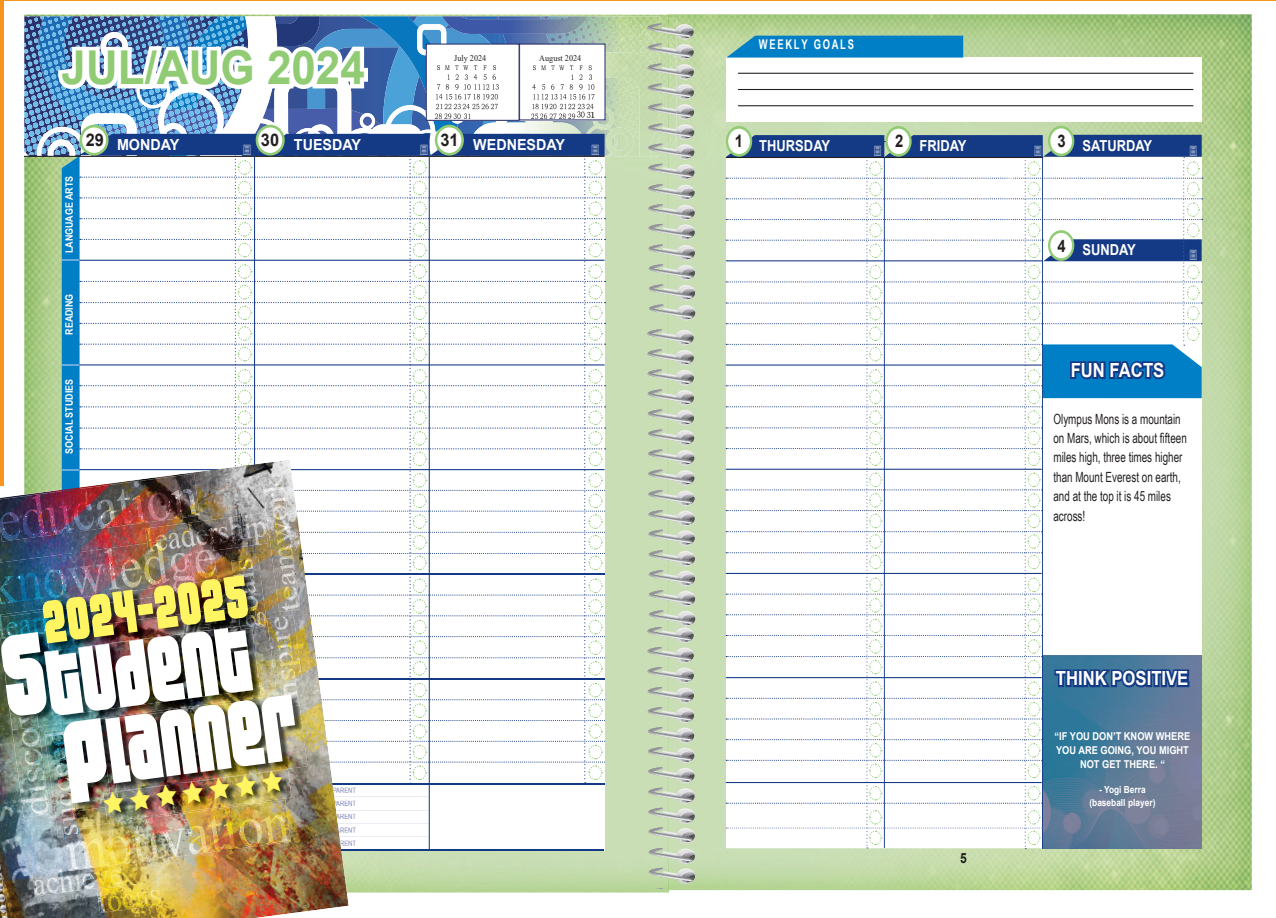 JUL/AUG 2024
July 2024
S M T W T F S
1 2 3 4 5 6
7 8 9 10 11 12 13
14 15 16 17 18 19 20
21 22 23 24 25 26 27
28 29 30 31
August 2024
S M T W T F S
1 2 3
4 5 6 7 8 9 10
11 12 13 14 15 16 17
18 19 20 21 22 23 24
25 26 27 28 29 30 31
29 MONDAY
30 TUESDAY
31 WEDNESDAY
LANGUAGE ARTS
READING
SOCIAL STUDIES
PARENT
PARENT
PARENT
PARENT
PARENT
WEEKLY GOALS
1 THURSDAY
2 FRIDAY
3 SATURDAY
4 SUNDAY
FUN FACTS
Olympus Mons is a mountain
on Mars, which is about fifteen
miles high, three times higher
than Mount Everest on earth,
and at the top it is 45 miles
across!
THINK POSITIVE
“IF YOU DON’T KNOW WHERE
YOU ARE GOING, YOU MIGHT
NOT GET THERE. “
- Yogi Berra
(baseball player)
5
education
leadership
knowledge
inspire teamwork
2024-2025
Student
planner
motivation